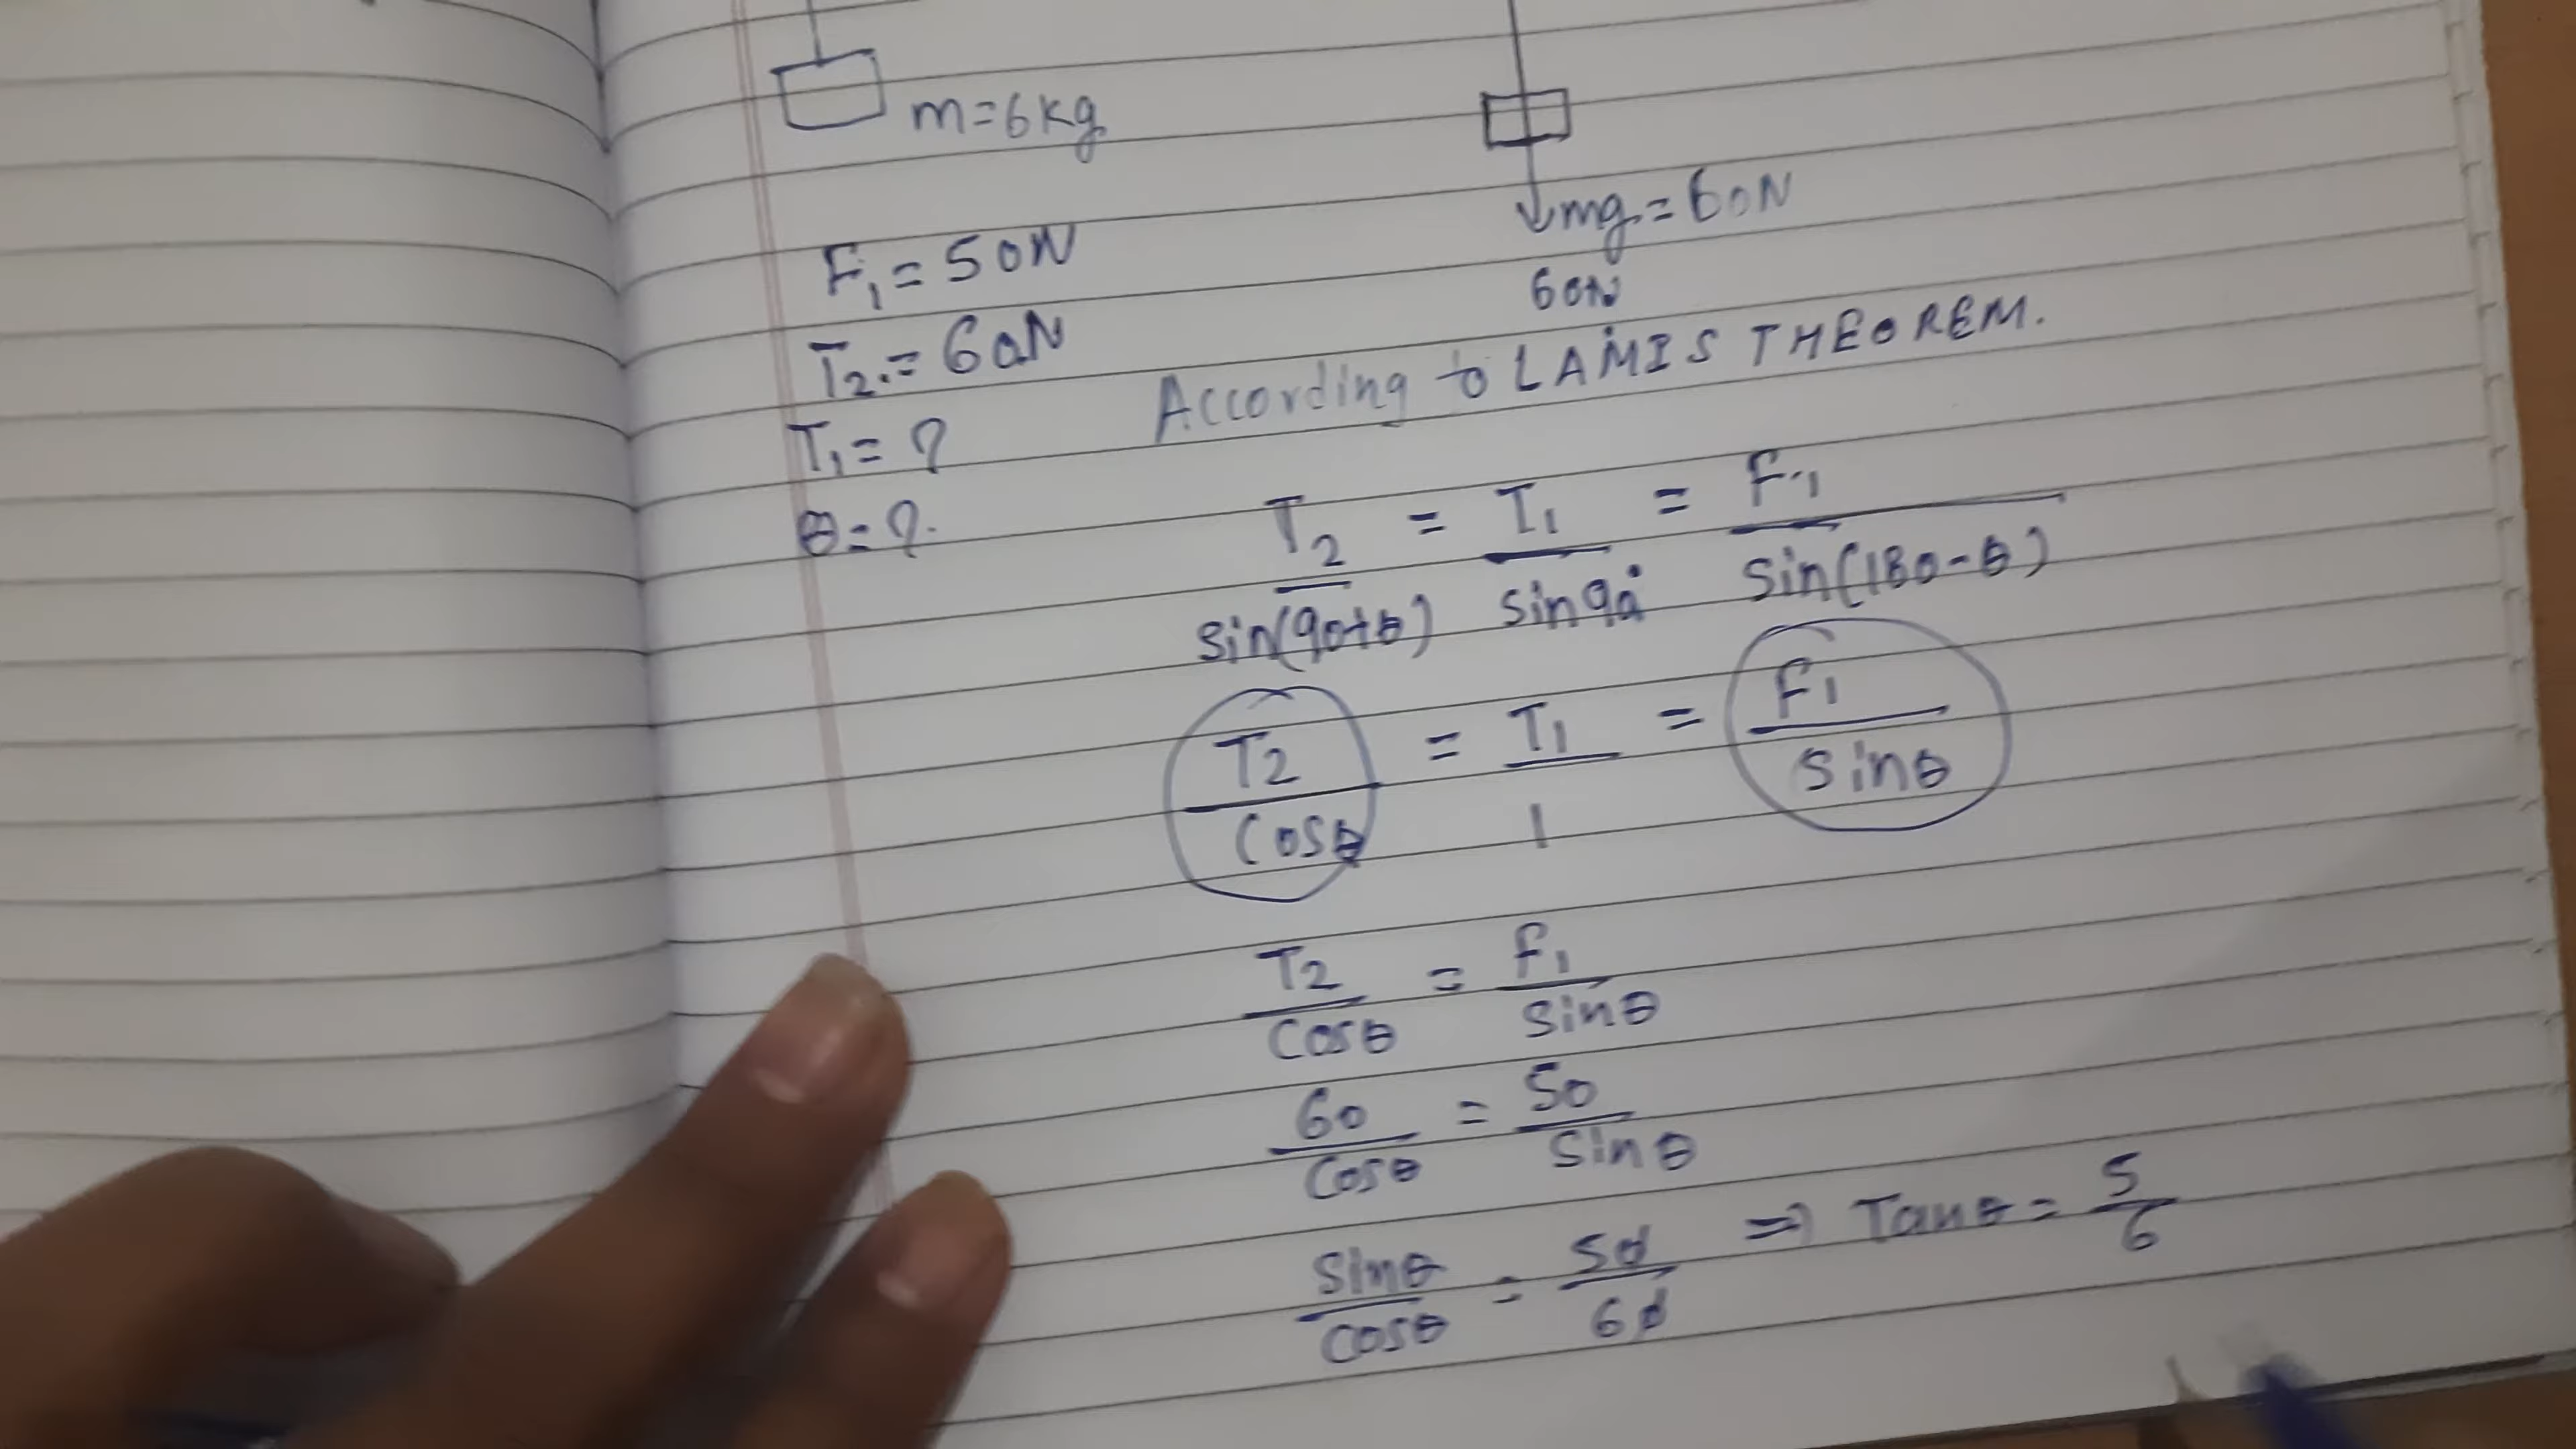 m=6kg
mg=60N
60N
F₁=50N
T₂.=60N
T₁=?
θ=?.
According to LAMIS THEOREM.
T₂/sin(90+θ) = T₁/sin90° = F₁/sin(180-θ)
T₂/cosθ = T₁/1 = F₁/sinθ
T₂/cosθ = F₁/sinθ
60/cosθ = 50/sinθ
sinθ/cosθ = 50/60 ⇒ Tanθ = 5/6